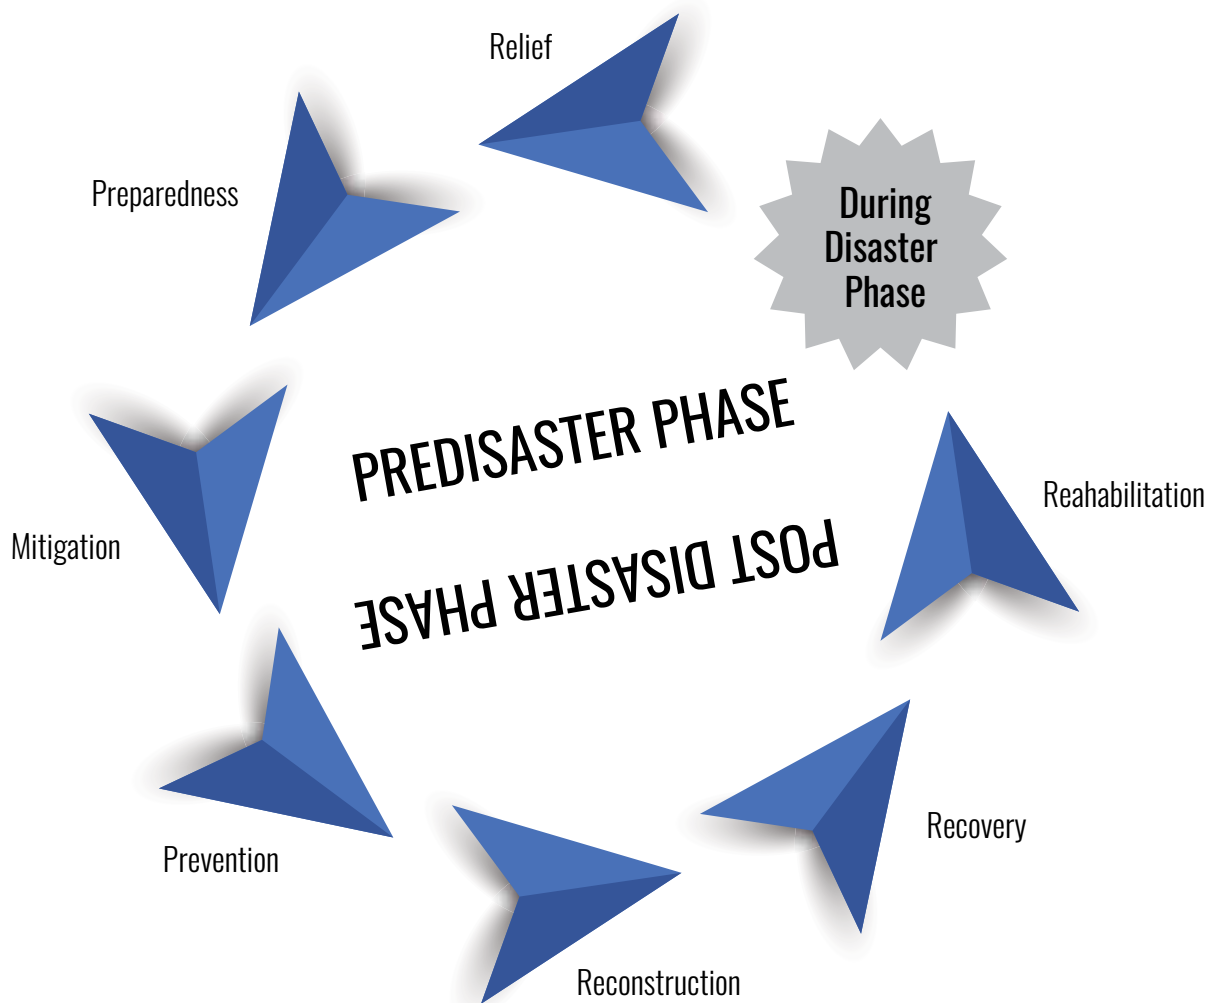 Relief
Preparedness
During
Disaster
Phase
PREDISASTER PHASE
Reahabilitation
POST DISASTER PHASE
Mitigation
Recovery
Prevention
Reconstruction